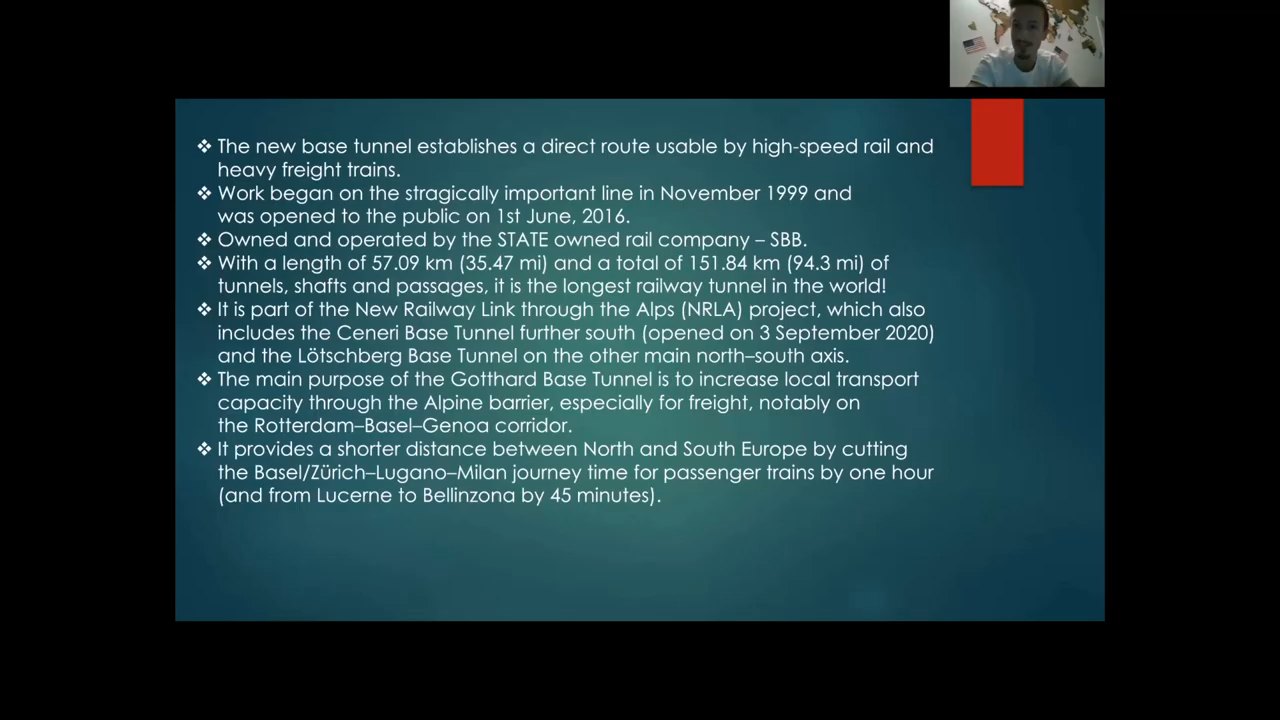 ❖ The new base tunnel establishes a direct route usable by high-speed rail and
heavy freight trains.
❖ Work began on the stragically important line in November 1999 and
was opened to the public on 1st June, 2016.
❖ Owned and operated by the STATE owned rail company – SBB.
❖ With a length of 57.09 km (35.47 mi) and a total of 151.84 km (94.3 mi) of
tunnels, shafts and passages, it is the longest railway tunnel in the world!
❖ It is part of the New Railway Link through the Alps (NRLA) project, which also
includes the Ceneri Base Tunnel further south (opened on 3 September 2020)
and the Lötschberg Base Tunnel on the other main north–south axis.
❖ The main purpose of the Gotthard Base Tunnel is to increase local transport
capacity through the Alpine barrier, especially for freight, notably on
the Rotterdam–Basel–Genoa corridor.
❖ It provides a shorter distance between North and South Europe by cutting
the Basel/Zürich–Lugano–Milan journey time for passenger trains by one hour
(and from Lucerne to Bellinzona by 45 minutes).